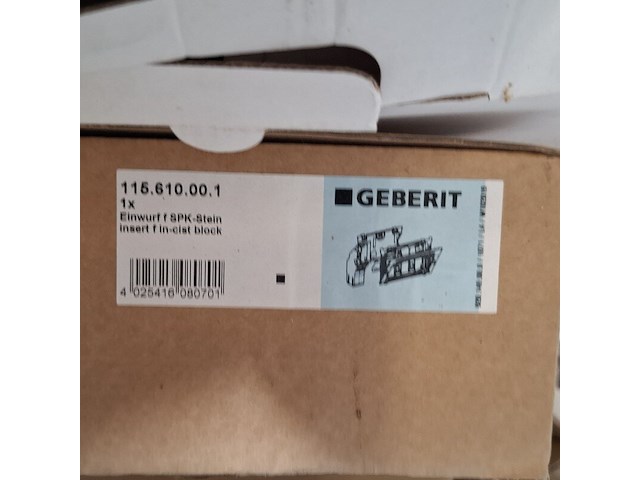 115.610.00.1
1x
Einwurf f SPK-Stein
insert f in-cist block
4 025416 080701
GEBERIT